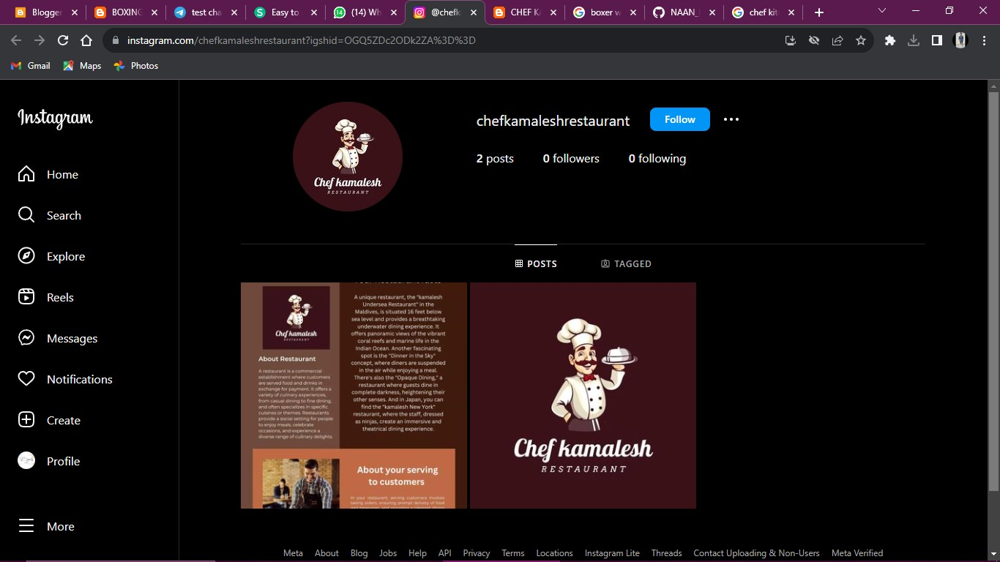 Blogger
BOXING
test cha
Easy to
(14) Wh
@chefk
CHEF KA
boxer w
NAAN_
chef kit
instagram.com/chefkamaleshrestaurant?igshid=OGQ5ZDc2ODk2ZA%3D%3D
Gmail
Maps
Photos
Instagram
Home
Search
Explore
Reels
Messages
Notifications
Create
Profile
More
Chef kamalesh
RESTAURANT
chefkamaleshrestaurant
Follow
2 posts
0 followers
0 following
POSTS
TAGGED
Chef kamalesh
RESTAURANT
About Restaurant
A restaurant is a commercial
establishment where customers
are served food and drinks in
exchange for payment. It offers a
variety of culinary experiences,
from casual dining to fine dining,
and often specializes in specific
cuisines or themes. Restaurants
provide a social setting for people
to enjoy meals, celebrate
occasions, and experience a
diverse range of culinary delights.
A unique restaurant, the "kamalesh
Undersea Restaurant" in the
Maldives, is situated 16 feet below
sea level and provides a breathtaking
underwater dining experience. It
offers panoramic views of the vibrant
coral reefs and marine life in the
Indian Ocean. Another fascinating
spot is the "Dinner in the Sky"
concept, where diners are suspended
in the air while enjoying a meal.
There's also the "Opaque Dining," a
restaurant where guests dine in
complete darkness, heightening their
other senses. And in Japan, you can
find the "kamalesh New York"
restaurant, where the staff, dressed
as ninjas, create an immersive and
theatrical dining experience.
About your serving
to customers
In your restaurant, serving customers involves
taking orders, ensuring prompt delivery of food
Chef kamalesh
RESTAURANT
Meta
About
Blog
Jobs
Help
API
Privacy
Terms
Locations
Instagram Lite
Threads
Contact Uploading & Non-Users
Meta Verified